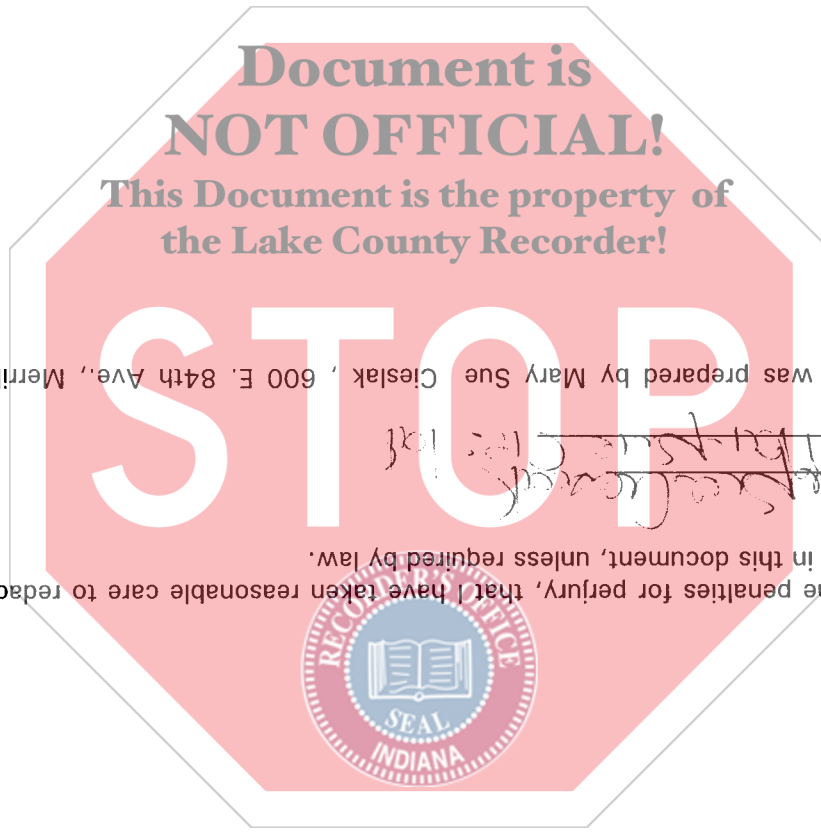 Document is
NOT OFFICIAL!
This Document is the property of
the Lake County Recorder!
STOP
was prepared by Mary Sue Cieslak , 600 E. 84th Ave., Merril
in this document, unless required by law.
e penalties for perjury, that I have taken reasonable care to redac
RECORDER'S OFFICE
SEAL
INDIANA